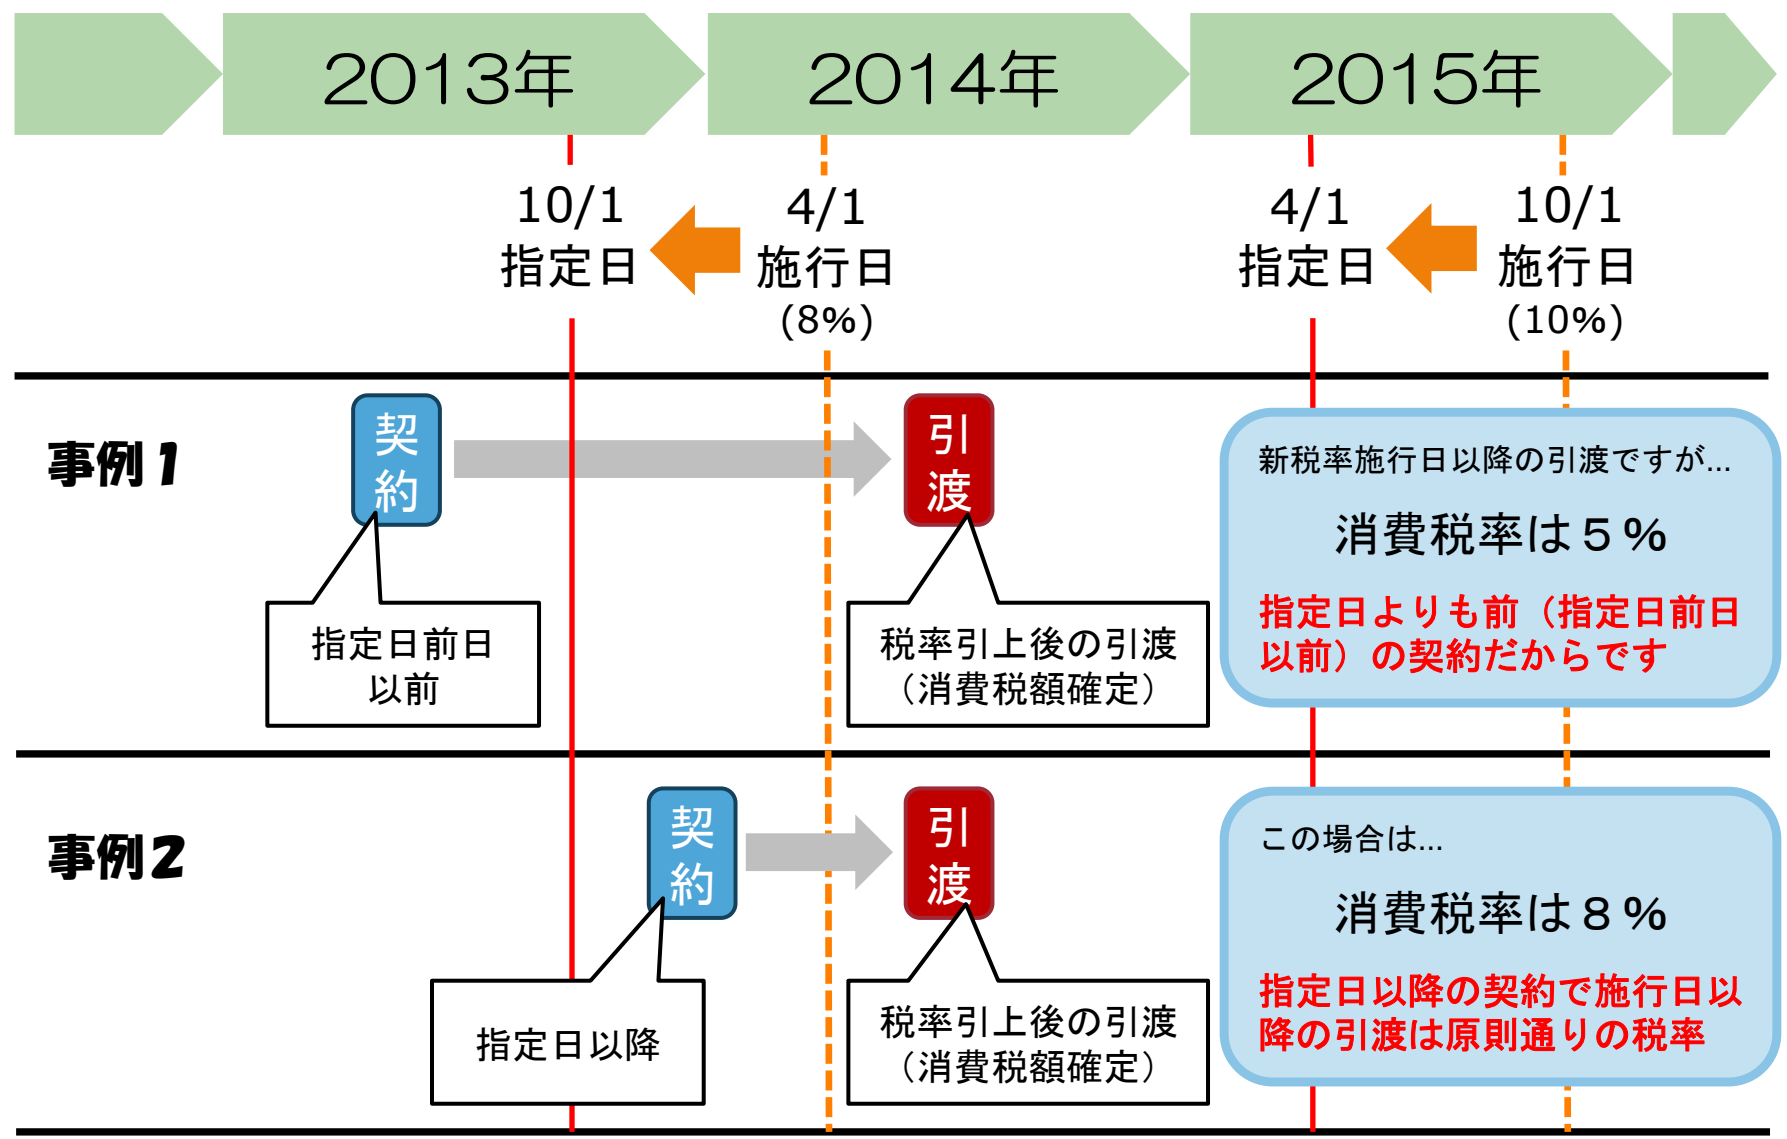 2013年
2014年
2015年
10/1
指定日
4/1
施行日
(8%)
4/1
指定日
10/1
施行日
(10%)
事例1
契
約
引
渡
指定日前日
以前
税率引上後の引渡
（消費税額確定）
新税率施行日以降の引渡ですが…
消費税率は５％
指定日よりも前（指定日前日
以前）の契約だからです
事例2
契
約
引
渡
指定日以降
税率引上後の引渡
（消費税額確定）
この場合は…
消費税率は８％
指定日以降の契約で施行日以
降の引渡は原則通りの税率